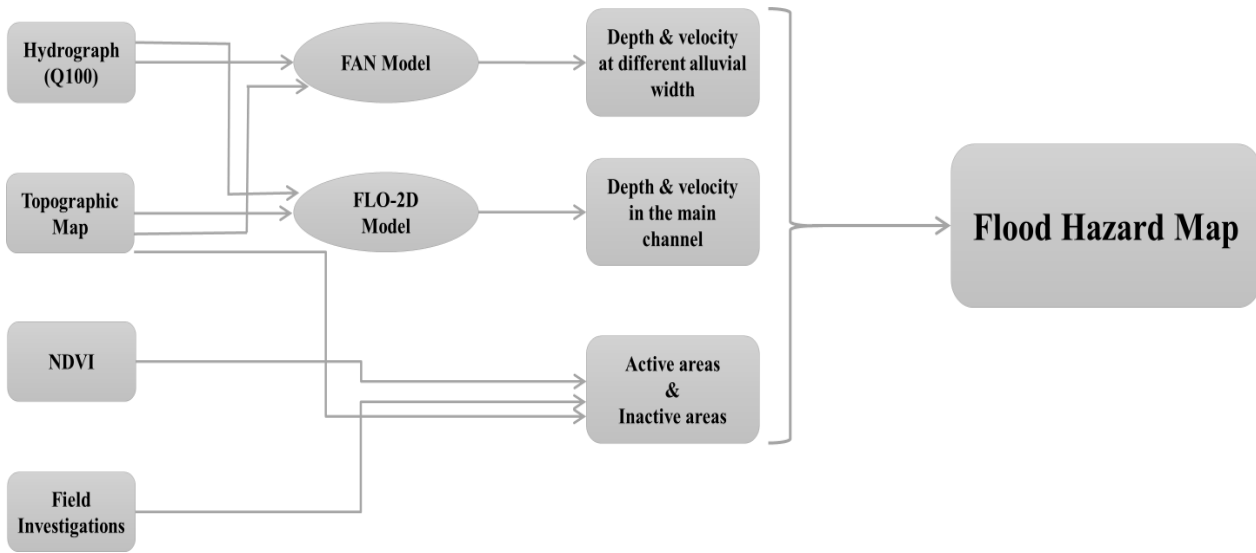 Hydrograph
(Q100)
FAN Model
Depth & velocity
at different alluvial
width
Topographic
Map
FLO-2D
Model
Depth & velocity
in the main
channel
Flood Hazard Map
NDVI
Active areas
&
Inactive areas
Field
Investigations